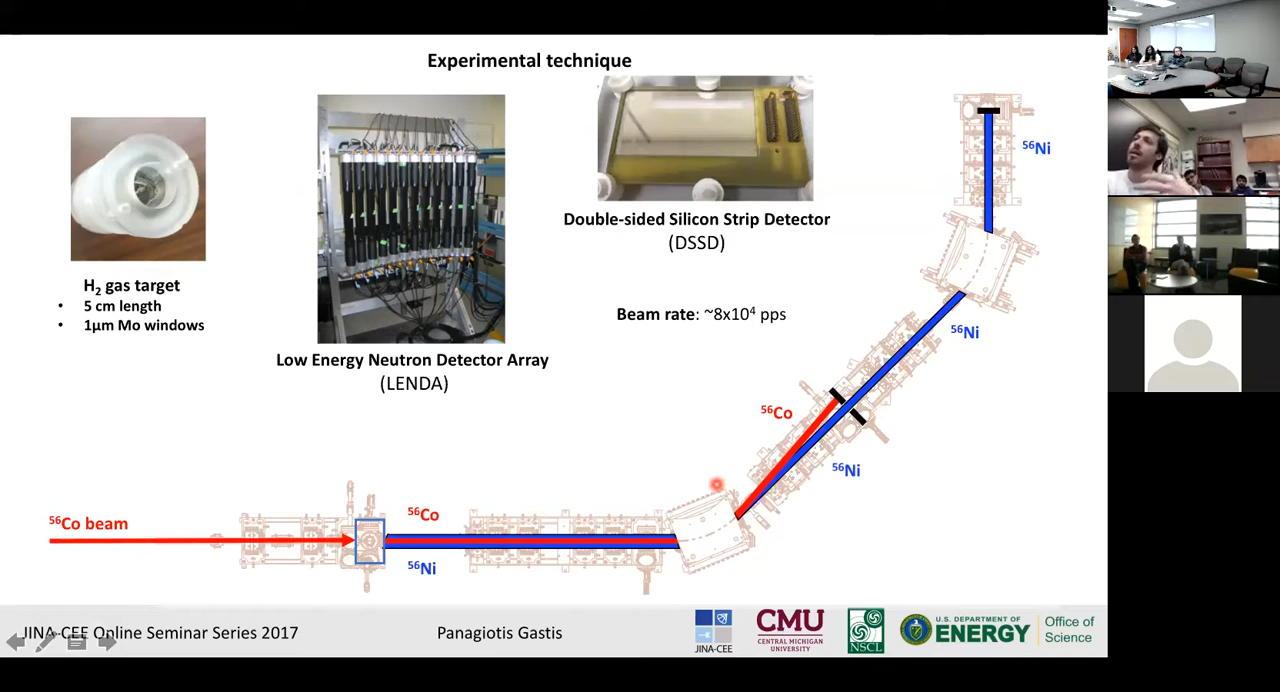 Experimental technique
H₂ gas target
• 5 cm length
• 1μm Mo windows
Low Energy Neutron Detector Array
(LENDA)
Double-sided Silicon Strip Detector
(DSSD)
Beam rate: ~8x10⁴ pps
⁵⁶Ni
⁵⁶Ni
⁵⁶Co
⁵⁶Ni
⁵⁶Co beam
⁵⁶Co
⁵⁶Ni
JINA-CEE Online Seminar Series 2017
Panagiotis Gastis
JINA-CEE
CMU
CENTRAL MICHIGAN
UNIVERSITY
NSCL
U.S. DEPARTMENT OF
ENERGY
Office of
Science